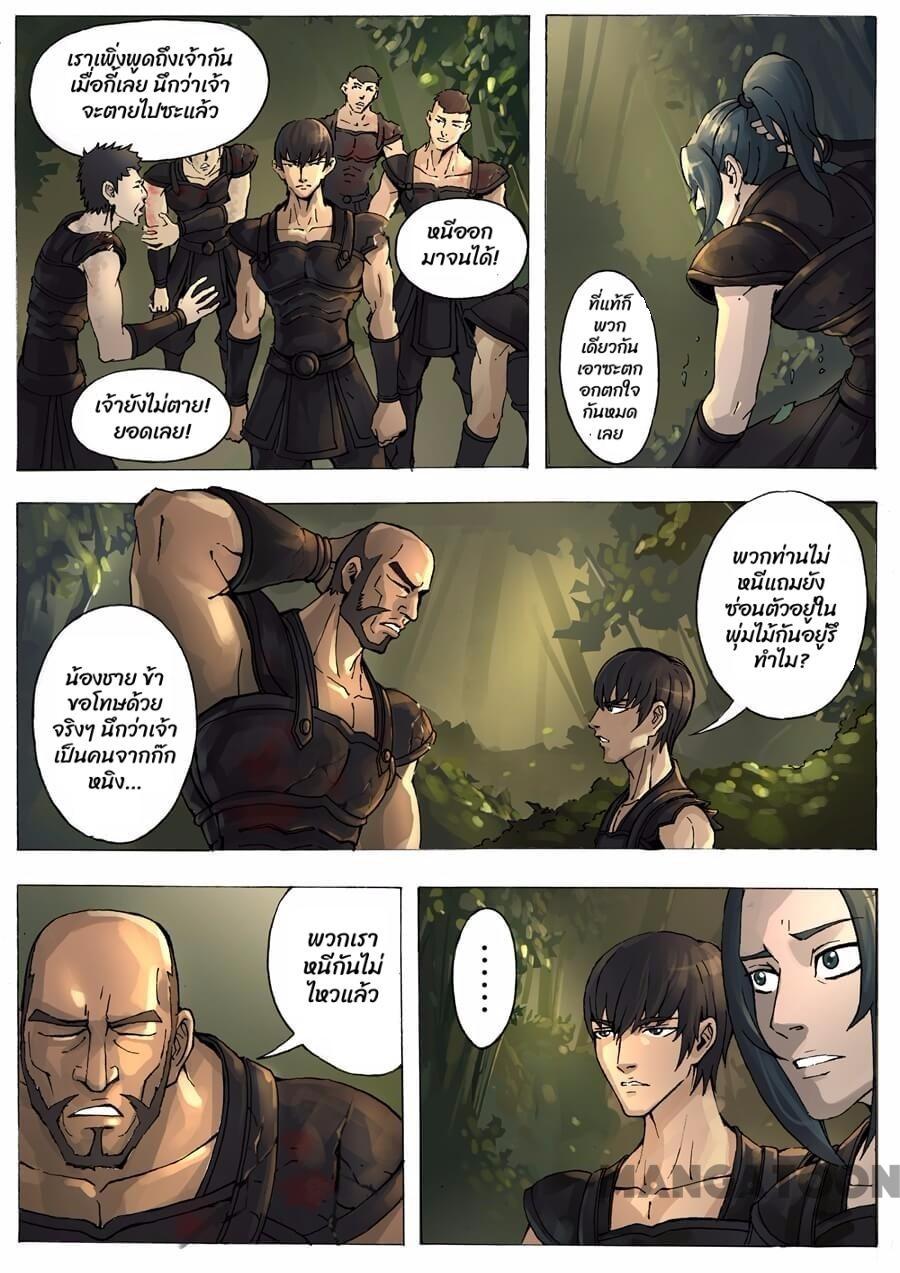 เราเพิ่งพูดถึงเจ้ากัน
เมื่อกี้เลย นึกว่าเจ้า
จะตายไปซะแล้ว
หนีออก
มาจนได้!
เจ้ายังไม่ตาย!
ยอดเลย!
ที่แท้ก็
พวก
เดียวกัน
เอาซะตก
อกตกใจ
กันหมด
เลย
พวกท่านไม่
หนีแถมยัง
ซ่อนตัวอยู่ใน
พุ่มไม้กันอยู่รึ
ทำไม?
น้องชาย ข้า
ขอโทษด้วย
จริงๆ นึกว่าเจ้า
เป็นคนจากก๊ก
หนิง...
พวกเรา
หนีกันไม่
ไหวแล้ว
......
MANGATOON